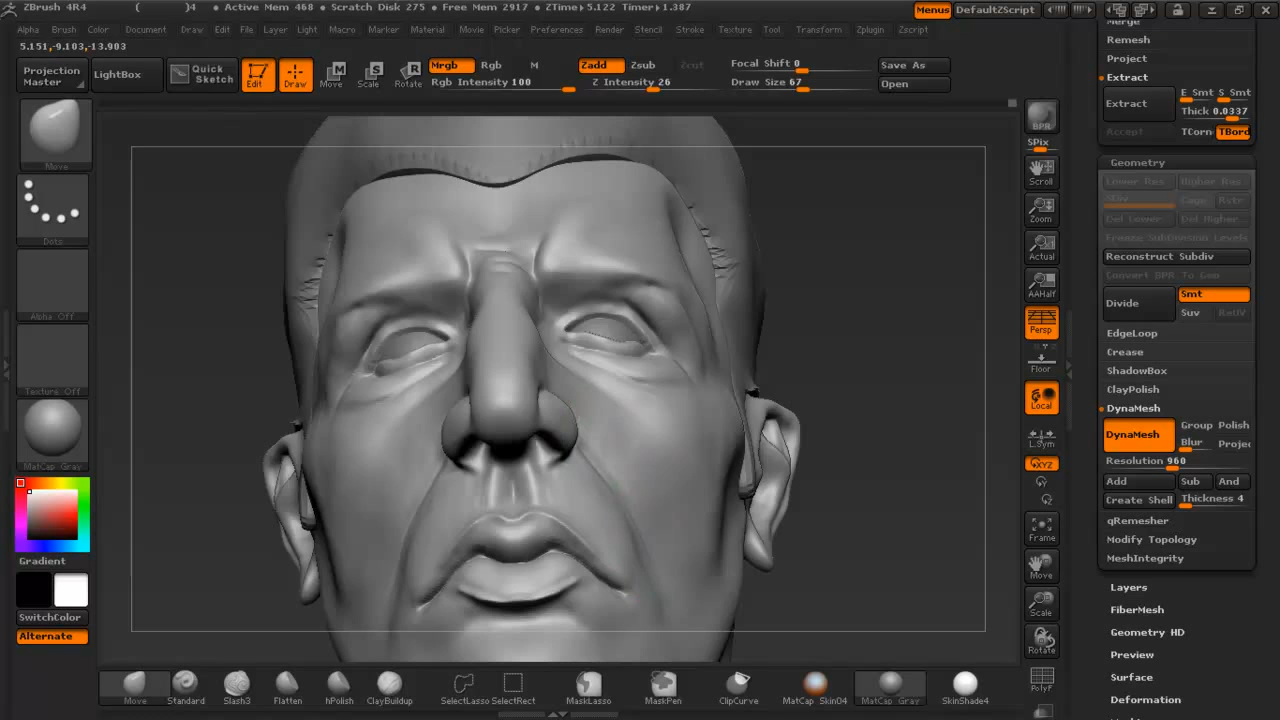 ZBrush 4R4 ( )4 • Active Mem 468 • Scratch Disk 275 • Free Mem 2917 • ZTime▸5.122 Timer▸1.387 Menus DefaultZScript
Alpha Brush Color Document Draw Edit File Layer Light Macro Marker Material Movie Picker Preferences Render Stencil Stroke Texture Tool Transform Zplugin Zscript
5.151,-9.103,-13.903
Projection Master
LightBox
Quick Sketch
Edit
Draw
Move
Scale
Rotate
Mrgb Rgb M
Rgb Intensity 100
Zadd Zsub Zcut
Z Intensity 26
Focal Shift 0
Draw Size 67
Save As
Open
Move
Dots
Alpha Off
Texture Off
MatCap Gray
Gradient
SwitchColor
Alternate
BPR
SPix
Scroll
Zoom
Actual
AAHalf
Persp
Floor
Local
L.Sym
XYZ
Y
Z
Frame
Move
Scale
Rotate
PolyF
Merge
Remesh
Project
Extract
Extract E Smt S Smt
Thick 0.0337
Accept TCorn TBord
Geometry
Lower Res Higher Res
SDiv Cage Rstr
Del Lower Del Higher
Freeze SubDivision Levels
Reconstruct Subdiv
Convert BPR To Geo
Divide Smt
Suv RelUV
EdgeLoop
Crease
ShadowBox
ClayPolish
DynaMesh
DynaMesh Group Polish
Blur Projec
Resolution 960
Add Sub And
Create Shell Thickness 4
qRemesher
Modify Topology
MeshIntegrity
Layers
FiberMesh
Geometry HD
Preview
Surface
Deformation
Move Standard Slash3 Flatten hPolish ClayBuildup SelectLasso SelectRect MaskLasso MaskPen ClipCurve MatCap Skin04 MatCap Gray SkinShade4